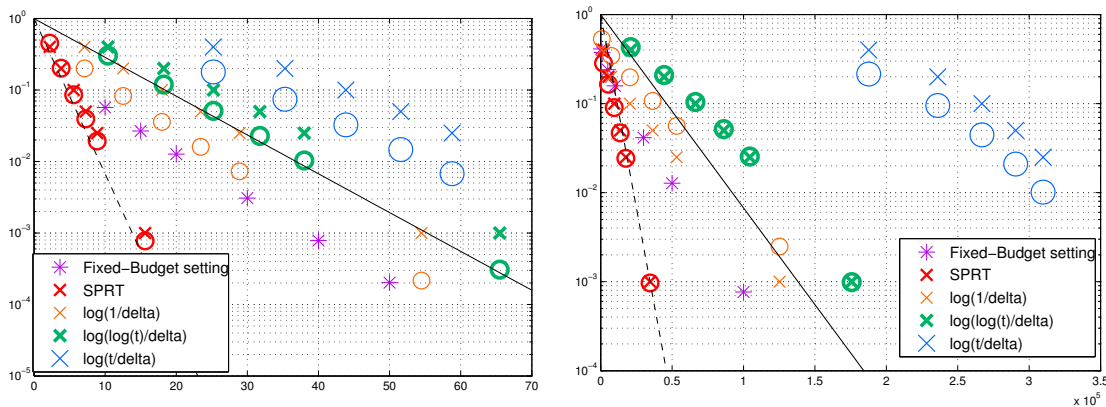 10^0
10^-1
10^-2
10^-3
10^-4
10^-5
0 10 20 30 40 50 60 70
Fixed-Budget setting
SPRT
log(1/delta)
log(log(t)/delta)
log(t/delta)
10^0
10^-1
10^-2
10^-3
10^-4
0 0.5 1 1.5 2 2.5 3 3.5
x 10^5
Fixed-Budget setting
SPRT
log(1/delta)
log(log(t)/delta)
log(t/delta)